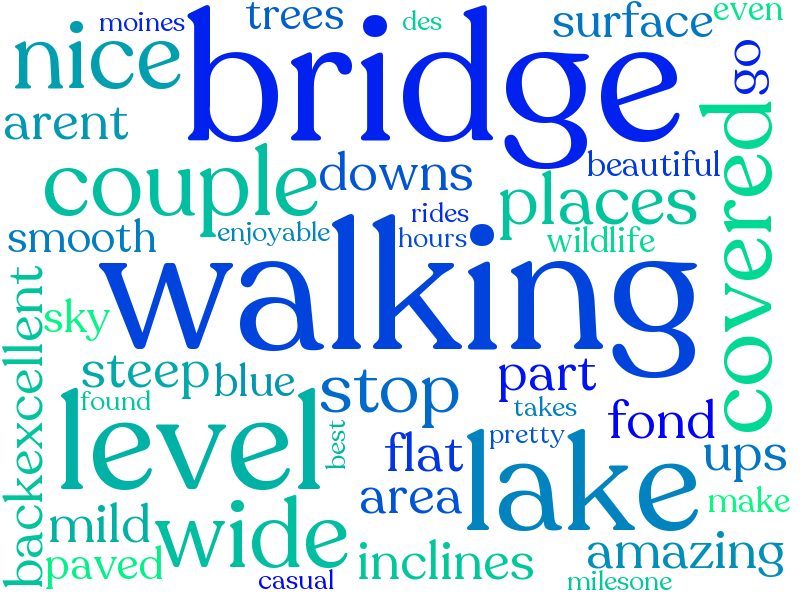 moines
trees
des
surface
even
nice
bridge
go
arent
covered
couple
downs
beautiful
places
rides
smooth
enjoyable
hours
wildlife
walking
backexcellent
sky
steep
blue
stop
part
found
level
best
takes
fond
pretty
flat
lake
ups
area
make
mild
wide
paved
inclines
amazing
casual
milesone